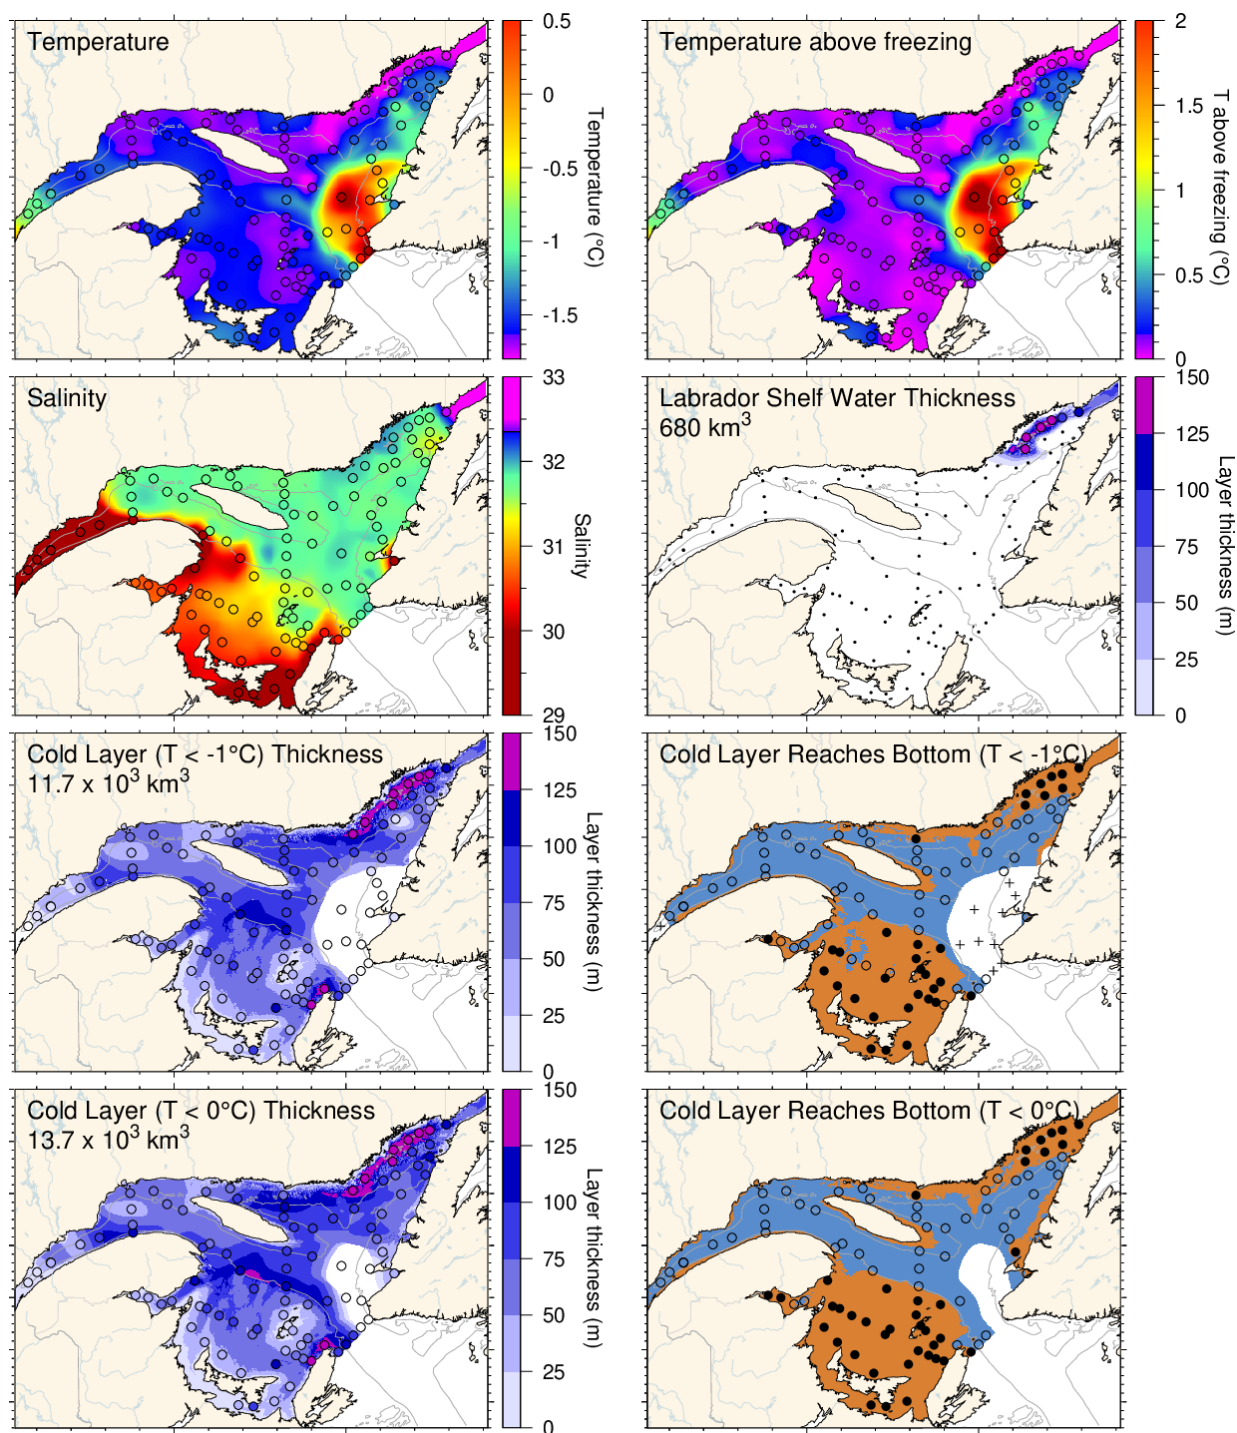 Temperature
0.5
0
-0.5
-1
-1.5
Temperature (°C)
Temperature above freezing
2
1.5
1
0.5
0
T above freezing (°C)
Salinity
33
32
31
30
29
Salinity
Labrador Shelf Water Thickness
680 km³
150
125
100
75
50
25
0
Layer thickness (m)
Cold Layer (T < -1°C) Thickness
11.7 x 10³ km³
150
125
100
75
50
25
0
Layer thickness (m)
Cold Layer Reaches Bottom (T < -1°C)
Cold Layer (T < 0°C) Thickness
13.7 x 10³ km³
150
125
100
75
50
25
0
Layer thickness (m)
Cold Layer Reaches Bottom (T < 0°C)